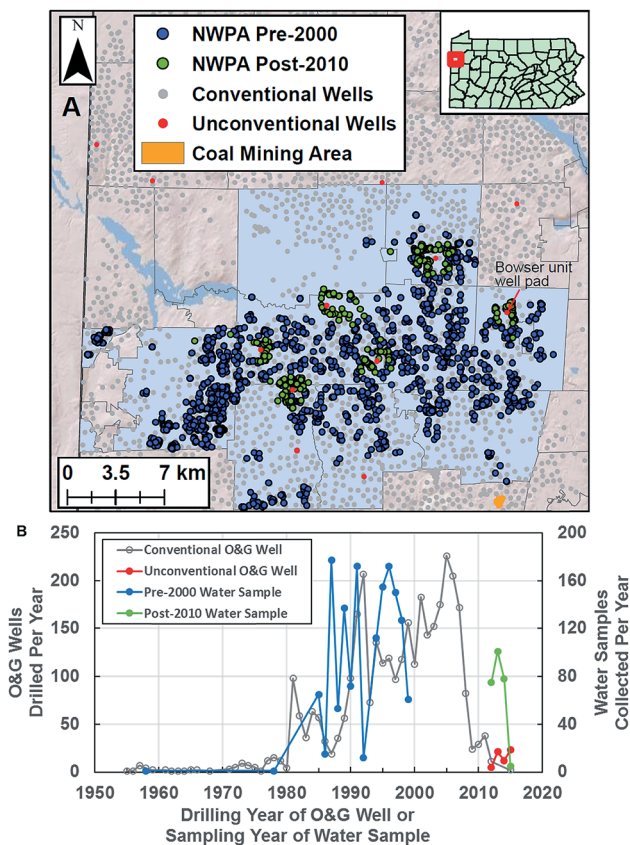 N
A
NWPA Pre-2000
NWPA Post-2010
Conventional Wells
Unconventional Wells
Coal Mining Area
Bowser unit
well pad
0 3.5 7 km
B
250
200
150
100
50
0
O&G Wells
Drilled Per Year
Conventional O&G Well
Unconventional O&G Well
Pre-2000 Water Sample
Post-2010 Water Sample
200
160
120
80
40
0
Water Samples
Collected Per Year
1950 1960 1970 1980 1990 2000 2010 2020
Drilling Year of O&G Well or
Sampling Year of Water Sample